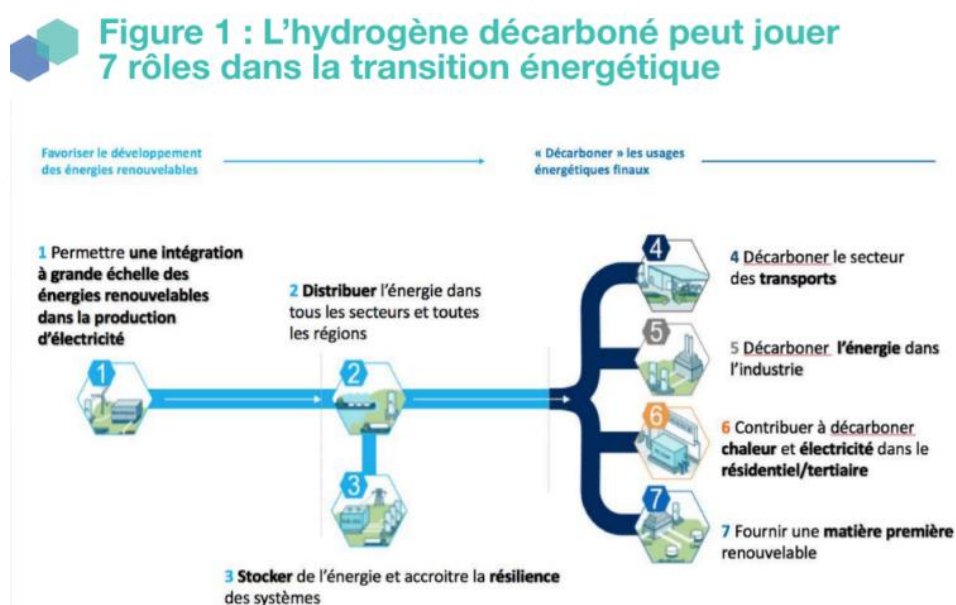 Figure 1 : L'hydrogène décarboné peut jouer
7 rôles dans la transition énergétique
Favoriser le développement
des énergies renouvelables
« Décarboner » les usages
énergétiques finaux
1 Permettre une intégration
à grande échelle des
énergies renouvelables
dans la production
d'électricité
2 Distribuer l'énergie dans
tous les secteurs et toutes
les régions
3 Stocker de l'énergie et accroitre la résilience
des systèmes
4 Décarboner le secteur
des transports
5 Décarboner l'énergie dans
l'industrie
6 Contribuer à décarboner
chaleur et électricité dans le
résidentiel/tertiaire
7 Fournir une matière première
renouvelable
1
2
3
4
5
6
7